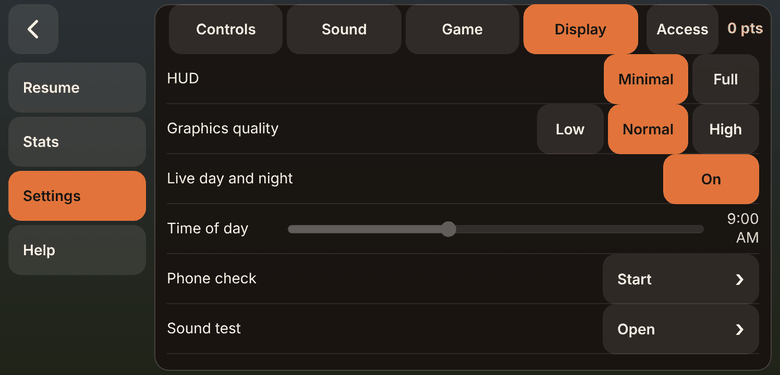 Controls
Sound
Game
Display
Access
0 pts
Resume
Stats
Settings
Help
HUD
Minimal
Full
Graphics quality
Low
Normal
High
Live day and night
On
Time of day
9:00
AM
Phone check
Start
Sound test
Open